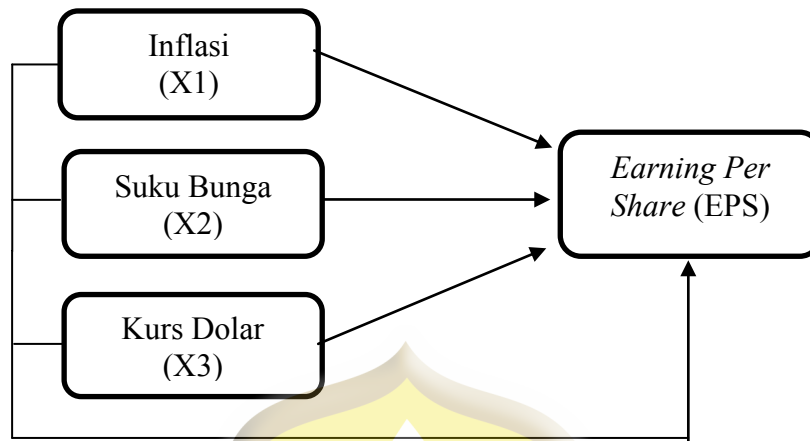 Inflasi
(X1)
Suku Bunga
(X2)
Kurs Dolar
(X3)
Earning Per
Share (EPS)